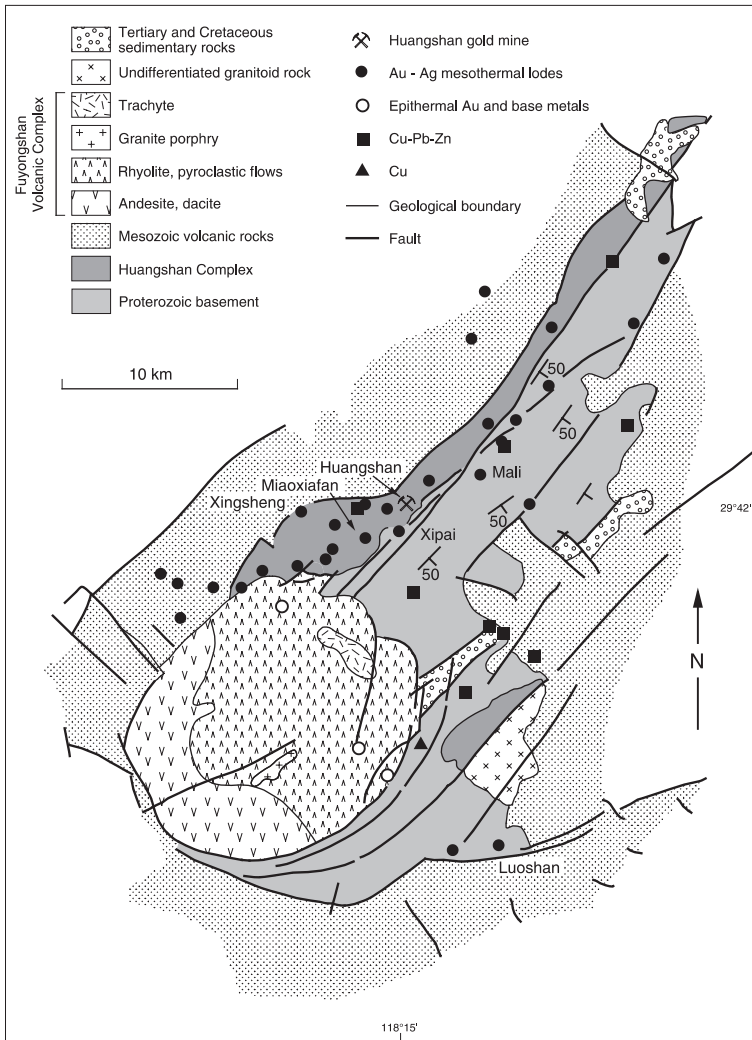 Tertiary and Cretaceous
sedimentary rocks
Undifferentiated granitoid rock
Fuyongshan
Volcanic Complex
Trachyte
Granite porphry
Rhyolite, pyroclastic flows
Andesite, dacite
Mesozoic volcanic rocks
Huangshan Complex
Proterozoic basement
Huangshan gold mine
Au - Ag mesothermal lodes
Epithermal Au and base metals
Cu-Pb-Zn
Cu
Geological boundary
Fault
10 km
50
50
Huangshan
Miaoxiafan
Xingsheng
Mali
29°42'
50
Xipai
50
N
Luoshan
118°15'